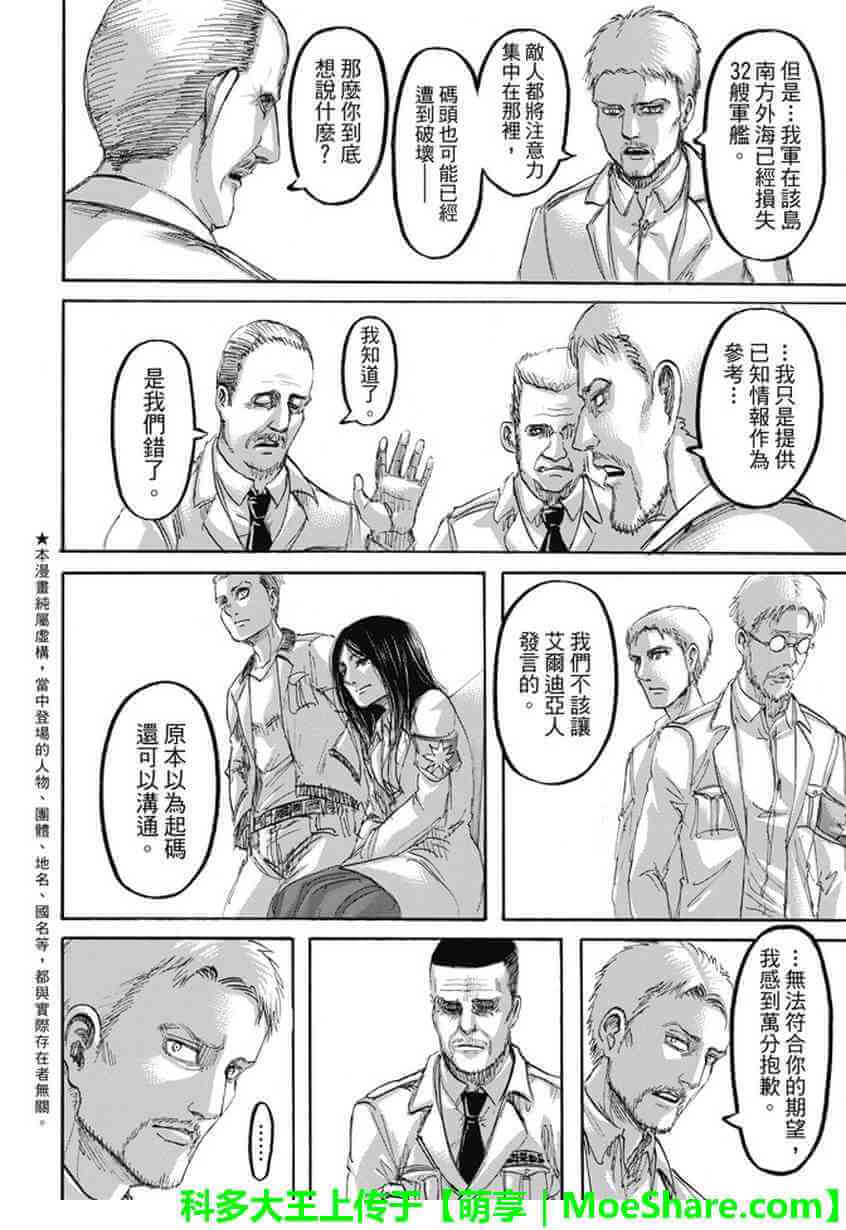 但是…我軍在該島
南方外海已經損失
32艘軍艦。
敵人都將注意力
集中在那裡，
碼頭也可能已經
遭到破壞——
那麼你到底
想說什麼？
…我只是提供
已知情報作為
參考…
我知道了。
是我們錯了。
我們不該讓
艾爾迪亞人
發言的。
原本以為起碼
還可以溝通。
…無法符合你的期望，
我感到萬分抱歉。
……
★本漫畫純屬虛構，當中登場的人物、團體、地名、國名等，都與實際存在者無關。
科多大王上传于【萌享｜MoeShare.com】